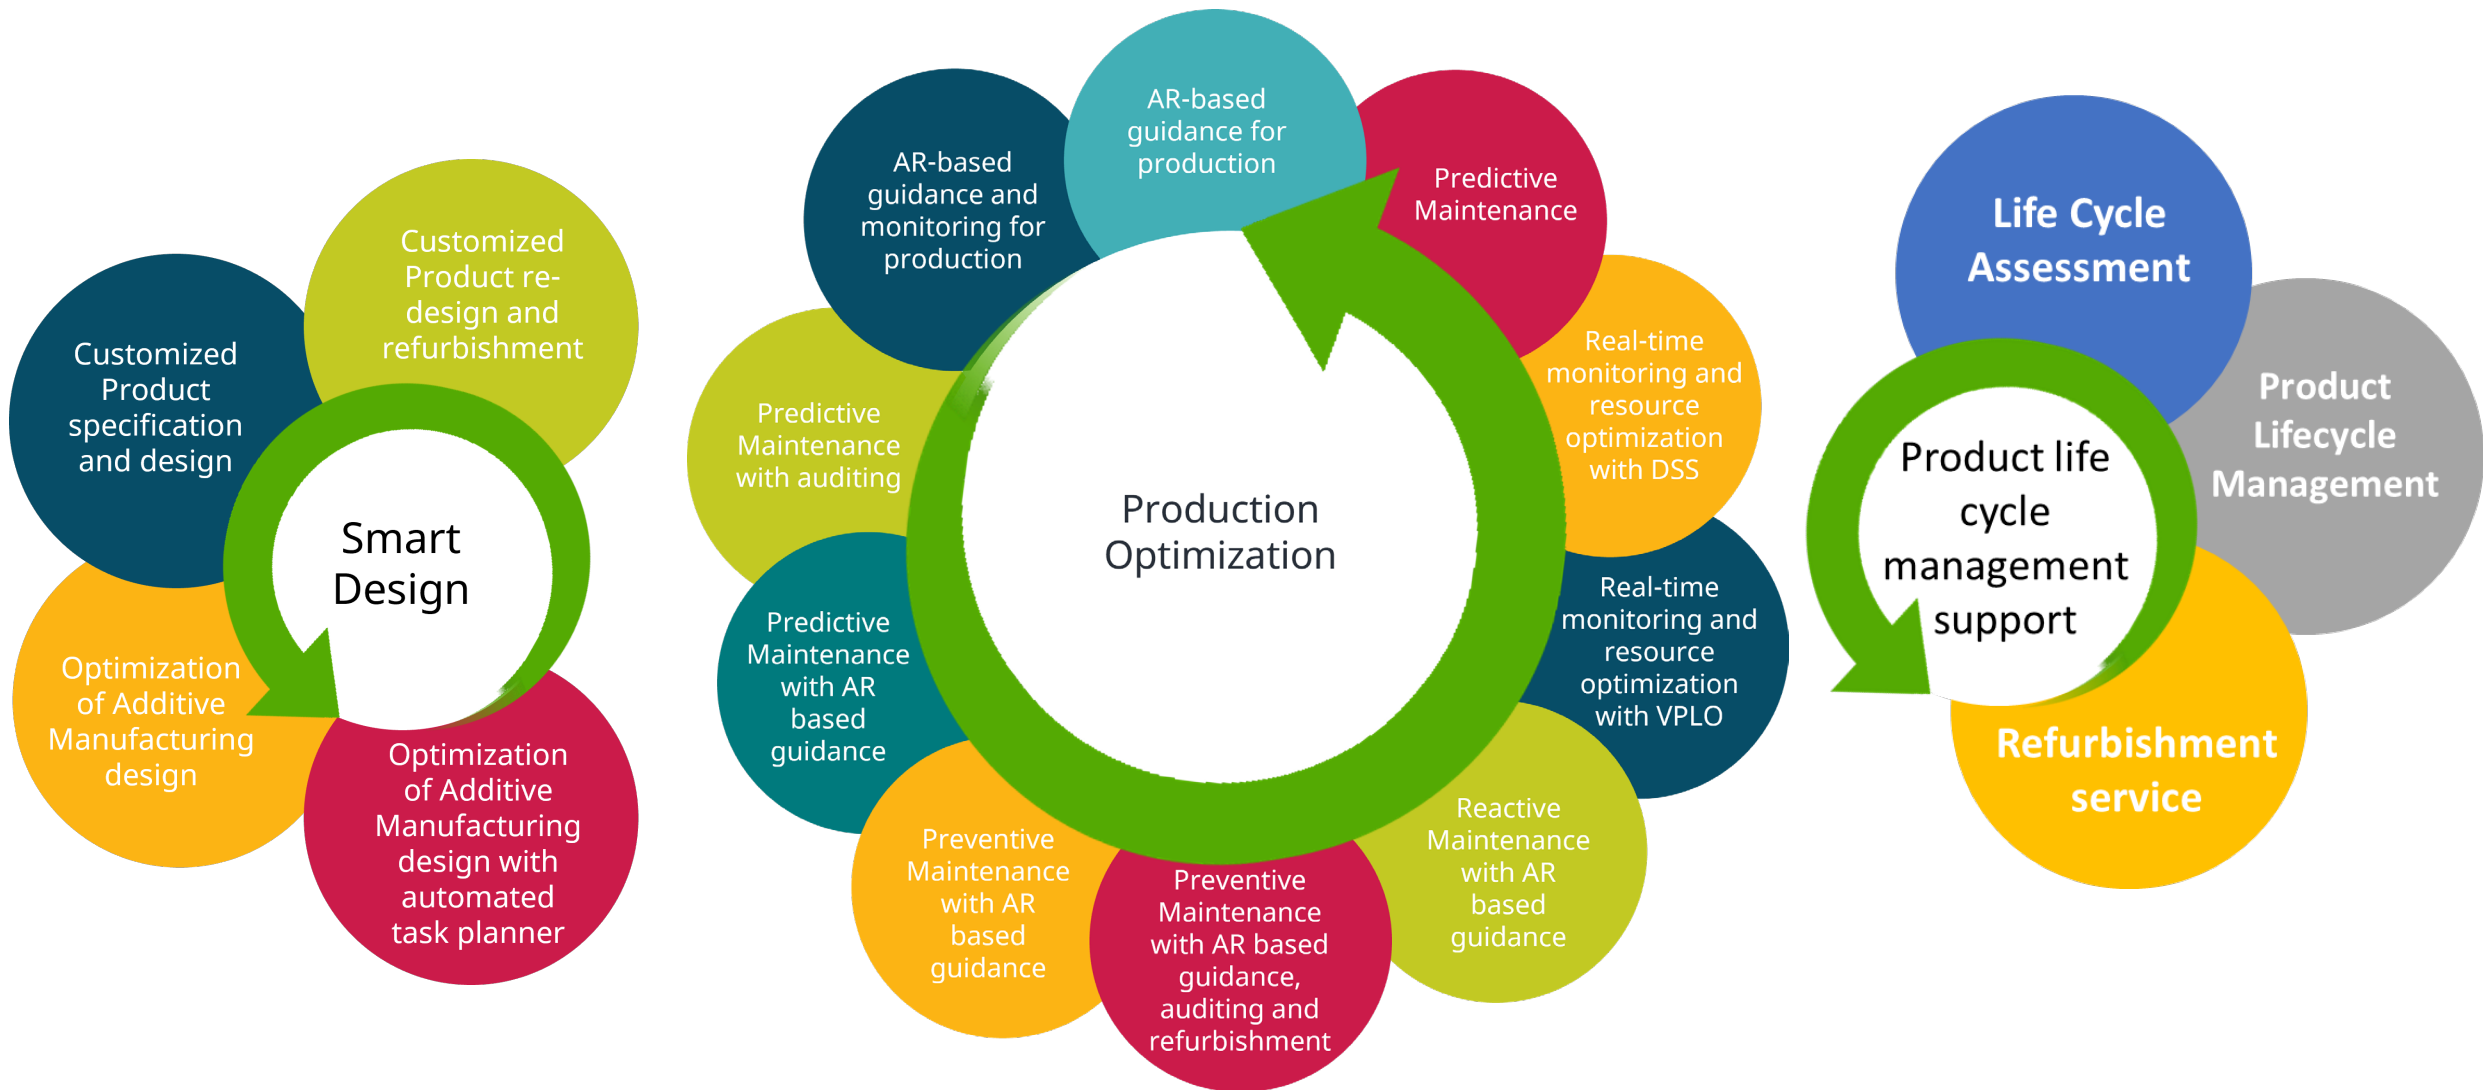 Customized
Product re-
design and
refurbishment
Customized
Product
specification
and design
Smart
Design
Optimization
of Additive
Manufacturing
design
Optimization
of Additive
Manufacturing
design with
automated
task planner
AR-based
guidance for
production
AR-based
guidance and
monitoring for
production
Predictive
Maintenance
Real-time
monitoring and
resource
optimization
with DSS
Predictive
Maintenance
with auditing
Production
Optimization
Real-time
monitoring and
resource
optimization
with VPLO
Predictive
Maintenance
with AR
based
guidance
Reactive
Maintenance
with AR
based
guidance
Preventive
Maintenance
with AR
based
guidance
Preventive
Maintenance
with AR based
guidance,
auditing and
refurbishment
Life Cycle
Assessment
Product
Lifecycle
Management
Product life
cycle
management
support
Refurbishment
service